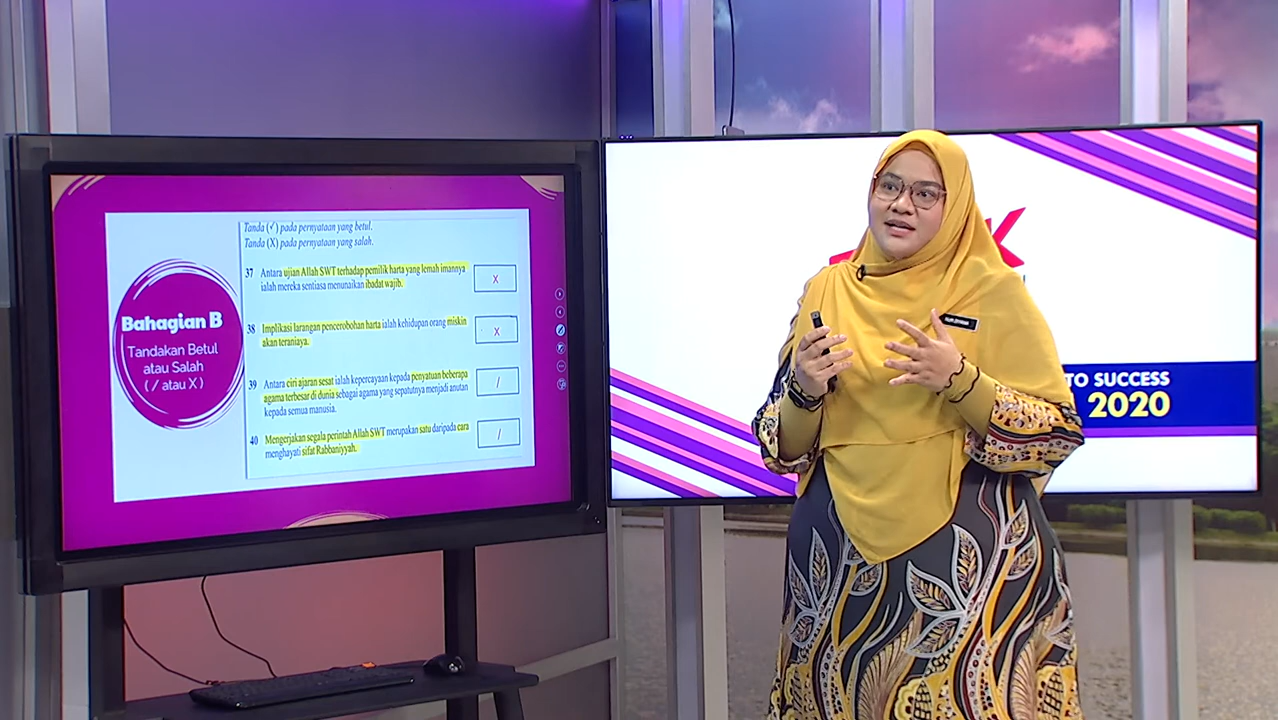 Tanda (✓) pada pernyataan yang betul.
Tanda (X) pada pernyataan yang salah.
Bahagian B
Tandakan Betul
atau Salah
( / atau X )
37 Antara ujian Allah SWT terhadap pemilik harta yang lemah imannya
ialah mereka sentiasa menunaikan ibadat wajib.
X
38 Implikasi larangan pencerobohan harta ialah kehidupan orang miskin
akan teraniaya.
X
39 Antara ciri ajaran sesat ialah kepercayaan kepada penyatuan beberapa
agama terbesar di dunia sebagai agama yang sepatutnya menjadi anutan
kepada semua manusia.
/
40 Mengerjakan segala perintah Allah SWT merupakan satu daripada cara
menghayati sifat Rabbaniyyah.
/
K
TO SUCCESS
2020